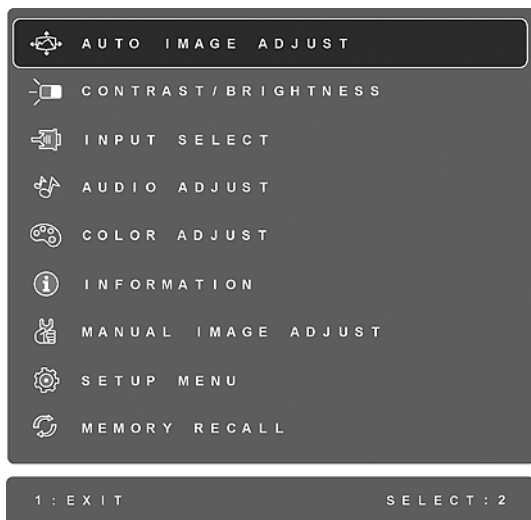 AUTO IMAGE ADJUST
CONTRAST/BRIGHTNESS
INPUT SELECT
AUDIO ADJUST
COLOR ADJUST
INFORMATION
MANUAL IMAGE ADJUST
SETUP MENU
MEMORY RECALL
1:EXIT SELECT:2